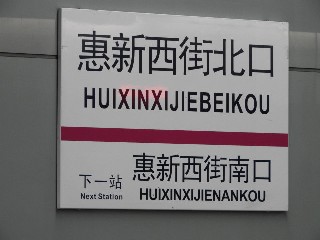 惠新西街北口
HUIXINXIJIEBEIKOU
惠新西街南口
下一站
HUIXINXIJIENANKOU
Next Station